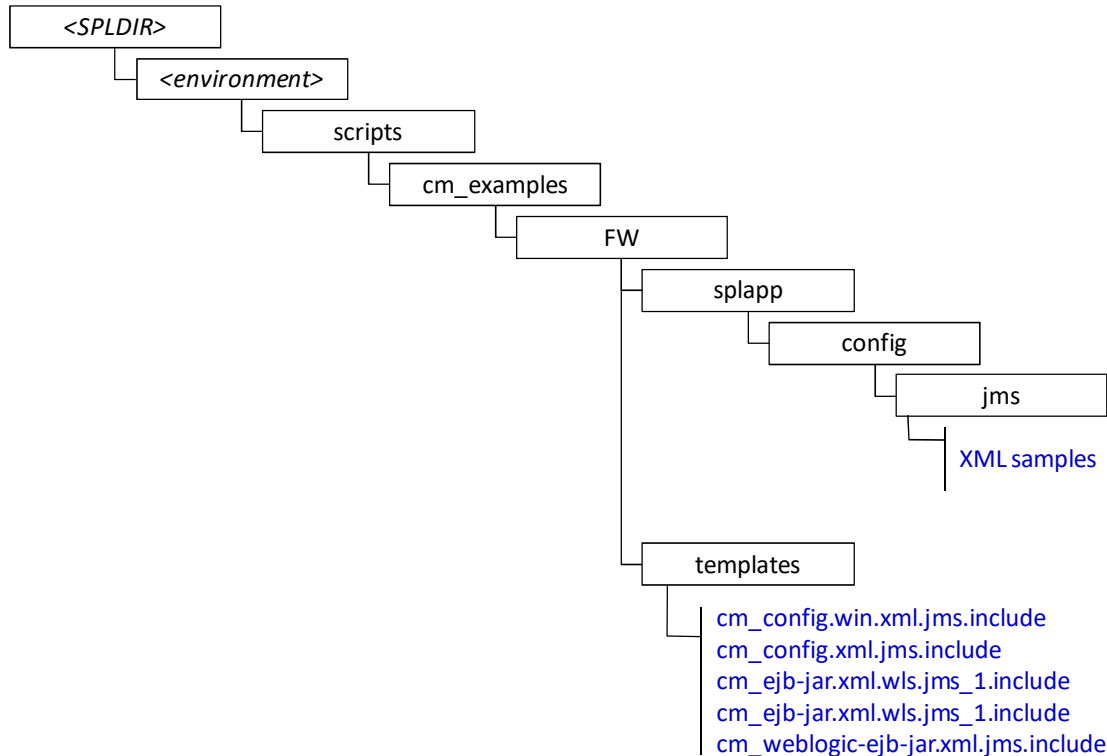 <SPLDIR>
<environment>
scripts
cm_examples
FW
splapp
config
jms
XML samples
templates
cm_config.win.xml.jms.include
cm_config.xml.jms.include
cm_ejb-jar.xml.wls.jms_1.include
cm_ejb-jar.xml.wls.jms_1.include
cm_weblogic-ejb-jar.xml.jms.include